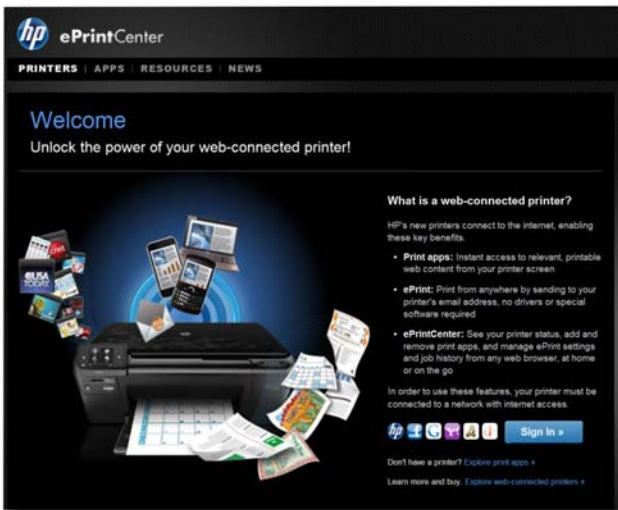 hp ePrintCenter
PRINTERS | APPS | RESOURCES | NEWS
Welcome
Unlock the power of your web-connected printer!
cnet
USA
TODAY
What is a web-connected printer?
HP's new printers connect to the internet, enabling
these key benefits.
• Print apps: Instant access to relevant, printable
web content from your printer screen
• ePrint: Print from anywhere by sending to your
printer's email address, no drivers or special
software required
• ePrintCenter: See your printer status, add and
remove print apps, and manage ePrint settings
and job history from any web browser, at home
or on the go
In order to use these features, your printer must be
connected to a network with internet access.
hp f G Y! Sign In »
Don't have a printer? Explore print apps »
Learn more and buy. Explore web-connected printers »